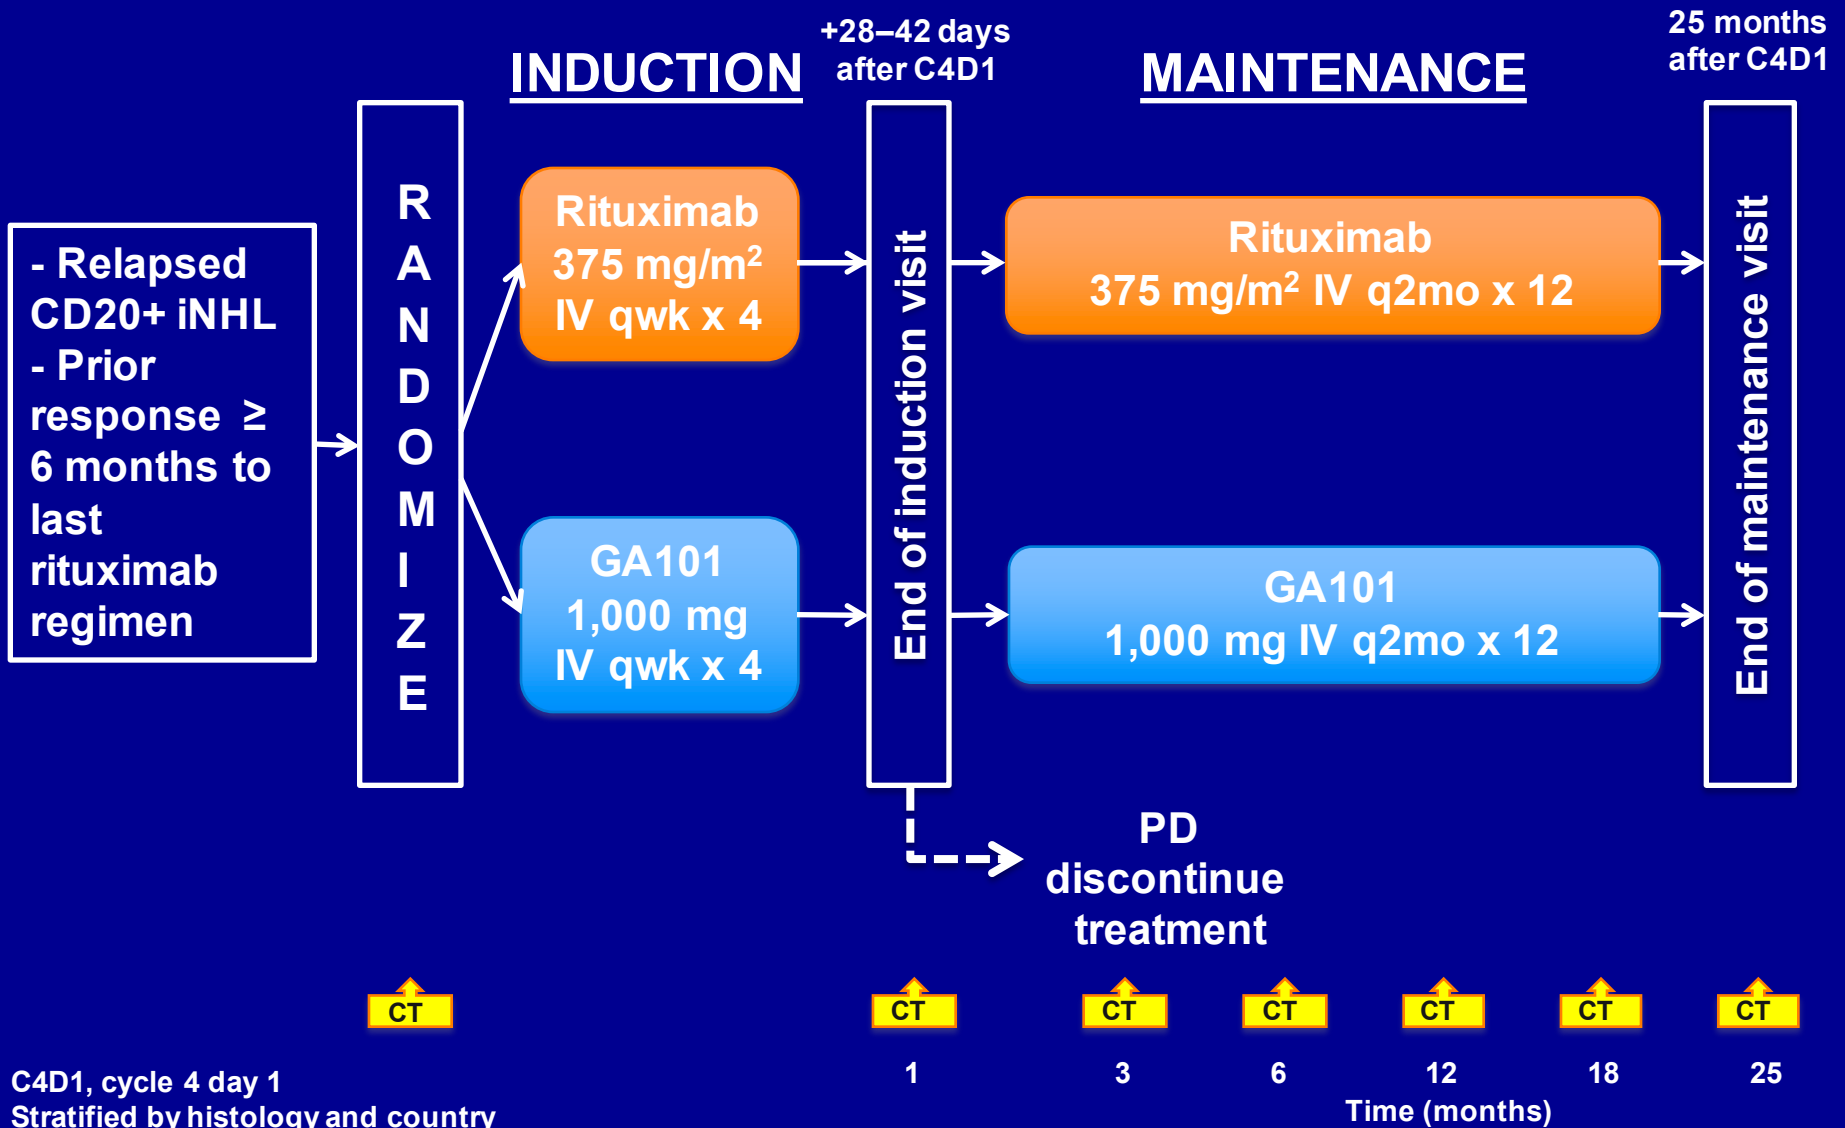 INDUCTION
+28–42 days
after C4D1
MAINTENANCE
25 months
after C4D1
- Relapsed
CD20+ iNHL
- Prior
response ≥
6 months to
last
rituximab
regimen
R
A
N
D
O
M
I
Z
E
Rituximab
375 mg/m²
IV qwk x 4
GA101
1,000 mg
IV qwk x 4
End of induction visit
Rituximab
375 mg/m² IV q2mo x 12
GA101
1,000 mg IV q2mo x 12
End of maintenance visit
PD
discontinue
treatment
CT CT CT CT CT CT CT
1 3 6 12 18 25
Time (months)
C4D1, cycle 4 day 1
Stratified by histology and country